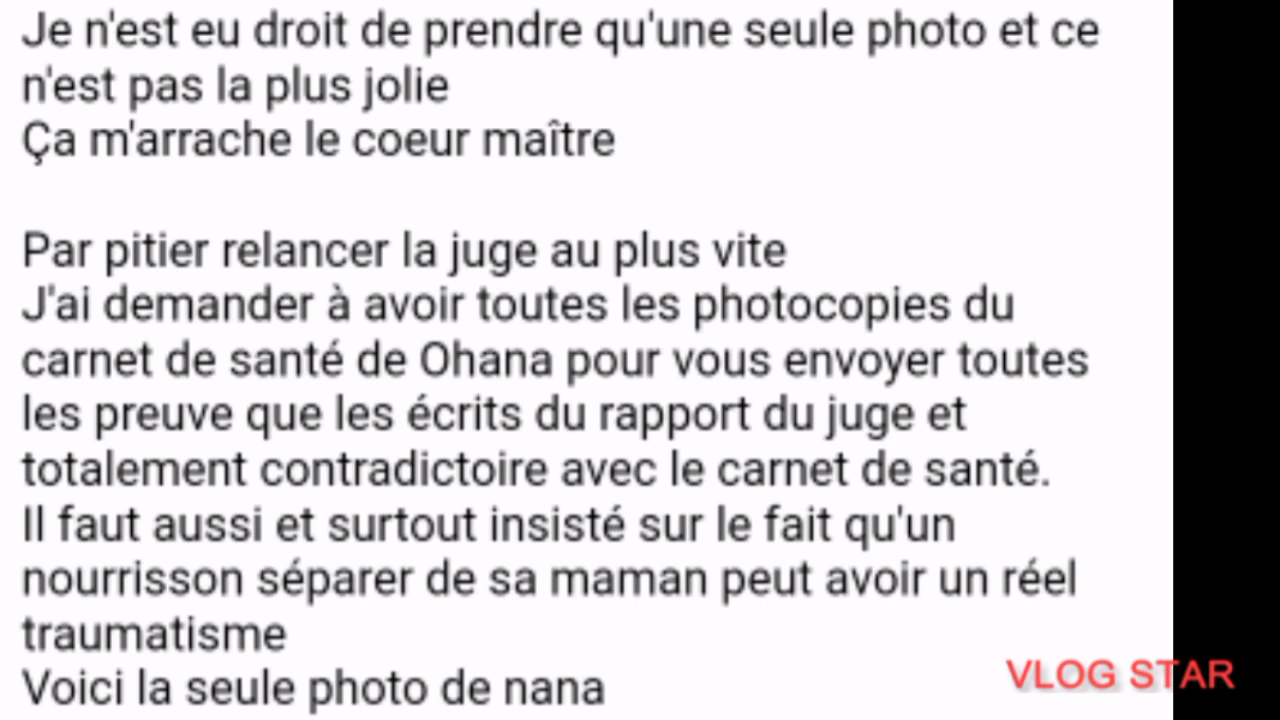 Je n'est eu droit de prendre qu'une seule photo et ce
n'est pas la plus jolie
Ça m'arrache le coeur maître
Par pitier relancer la juge au plus vite
J'ai demander à avoir toutes les photocopies du
carnet de santé de Ohana pour vous envoyer toutes
les preuve que les écrits du rapport du juge et
totalement contradictoire avec le carnet de santé.
Il faut aussi et surtout insisté sur le fait qu'un
nourrisson séparer de sa maman peut avoir un réel
traumatisme
Voici la seule photo de nana
VLOG STAR